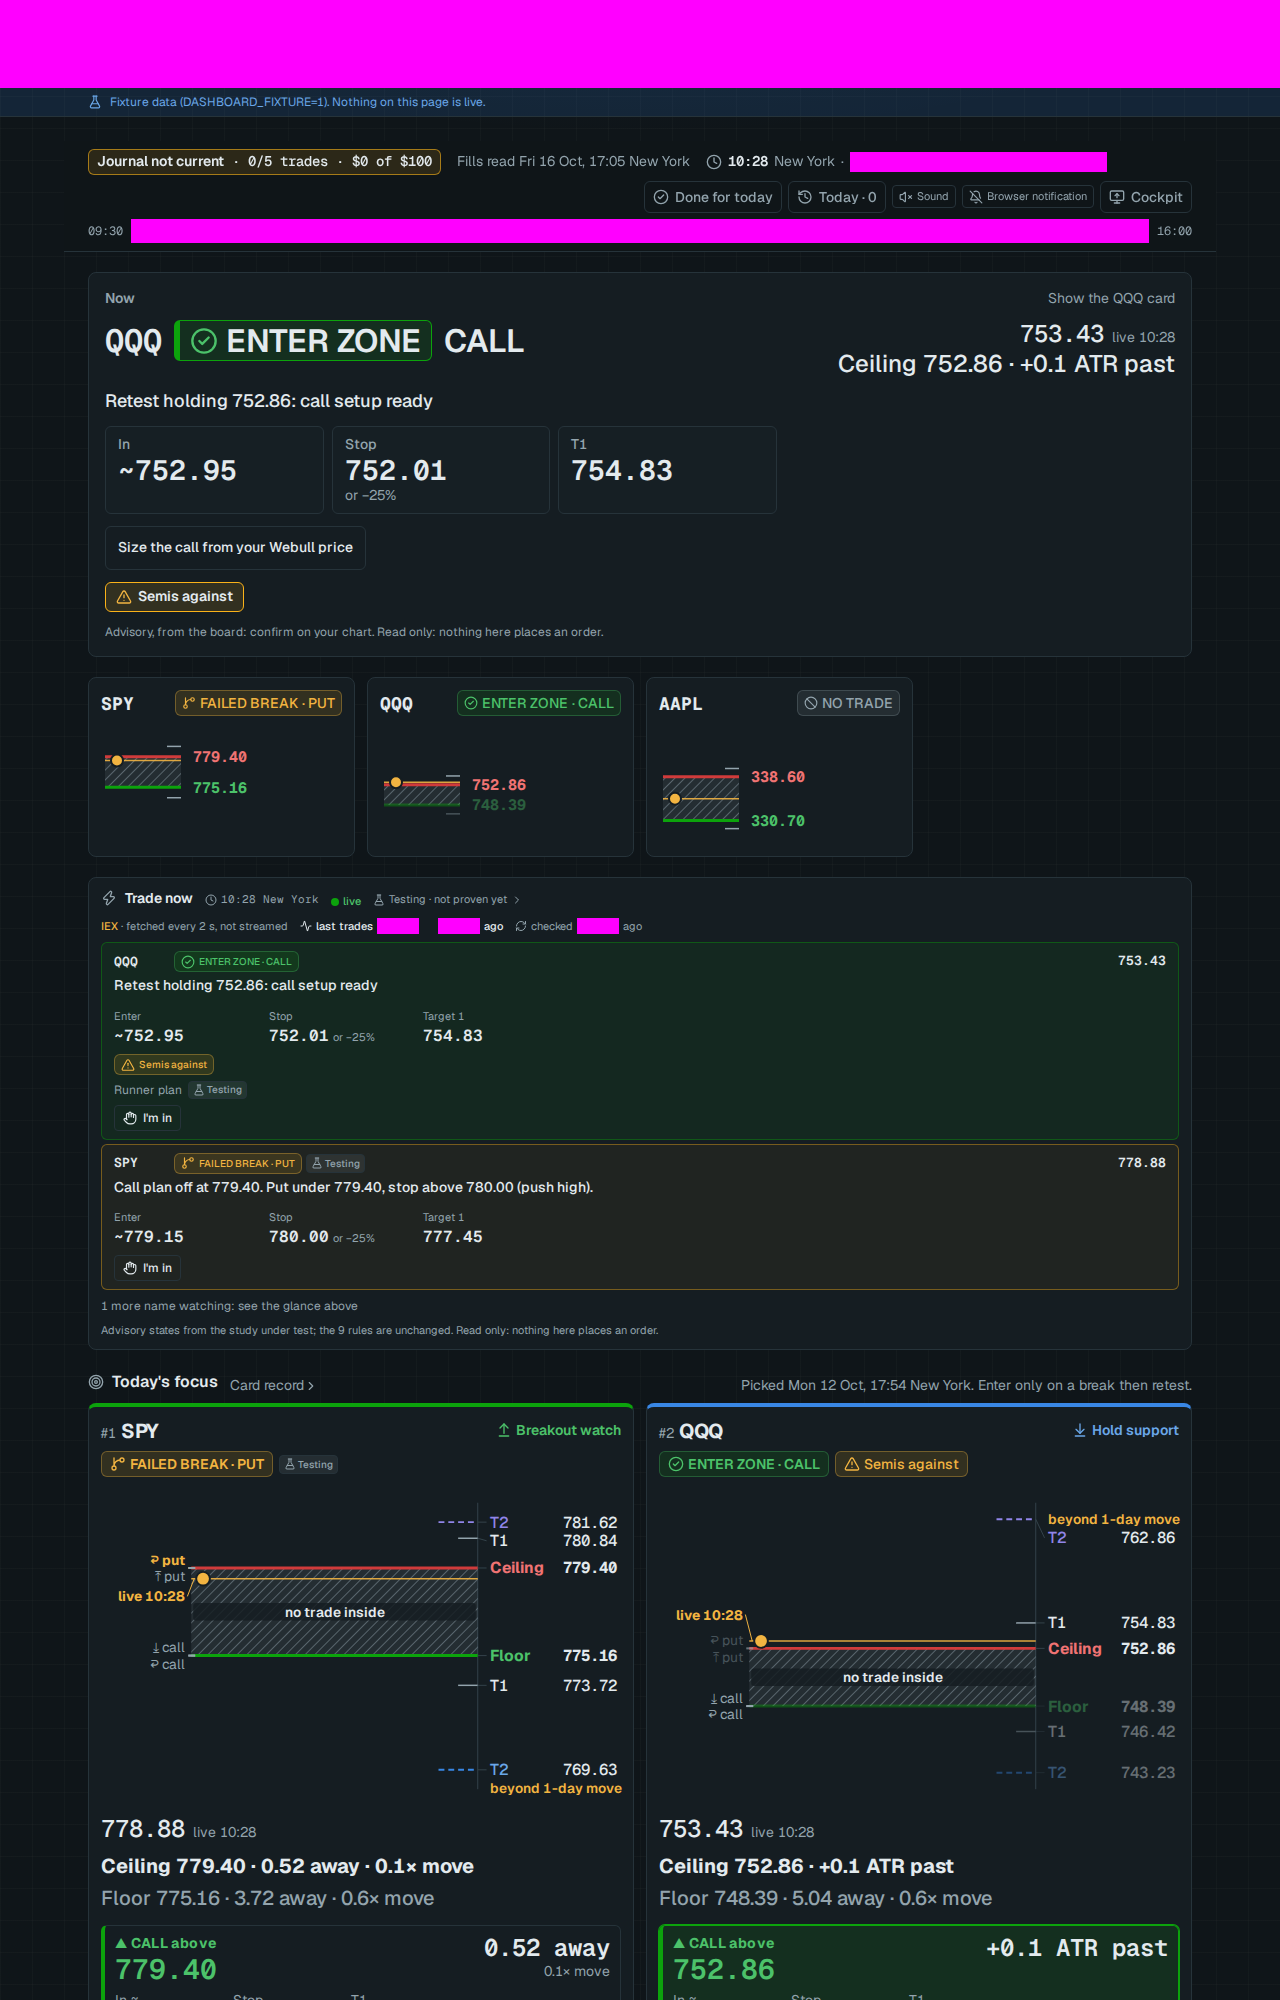 Fixture data (DASHBOARD_FIXTURE=1). Nothing on this page is live.
Journal not current · 0/5 trades · $0 of $100
Fills read Fri 16 Oct, 17:05 New York
10:28 New York ·
Done for today
Today · 0
Sound
Browser notification
Cockpit
09:30
16:00
Now
Show the QQQ card
QQQ ENTER ZONE CALL
753.43 live 10:28
Ceiling 752.86 · +0.1 ATR past
Retest holding 752.86: call setup ready
In
~752.95
Stop
752.01
or −25%
T1
754.83
Size the call from your Webull price
Semis against
Advisory, from the board: confirm on your chart. Read only: nothing here places an order.
SPY
FAILED BREAK · PUT
779.40
775.16
QQQ
ENTER ZONE · CALL
752.86
748.39
AAPL
NO TRADE
338.60
330.70
Trade now
10:28 New York
live
Testing · not proven yet
IEX · fetched every 2 s, not streamed
last trades
ago
checked
ago
QQQ
ENTER ZONE · CALL
753.43
Retest holding 752.86: call setup ready
Enter
~752.95
Stop
752.01 or −25%
Target 1
754.83
Semis against
Runner plan
Testing
I'm in
SPY
FAILED BREAK · PUT
Testing
778.88
Call plan off at 779.40. Put under 779.40, stop above 780.00 (push high).
Enter
~779.15
Stop
780.00 or −25%
Target 1
777.45
I'm in
1 more name watching: see the glance above
Advisory states from the study under test; the 9 rules are unchanged. Read only: nothing here places an order.
Today's focus
Card record
Picked Mon 12 Oct, 17:54 New York. Enter only on a break then retest.
#1 SPY
Breakout watch
FAILED BREAK · PUT
Testing
T2 781.62
T1 780.84
put
put
Ceiling 779.40
live 10:28
no trade inside
call
call
Floor 775.16
T1 773.72
T2 769.63
beyond 1-day move
778.88 live 10:28
Ceiling 779.40 · 0.52 away · 0.1× move
Floor 775.16 · 3.72 away · 0.6× move
CALL above
779.40
0.52 away
0.1× move
In ~
Stop
T1
#2 QQQ
Hold support
ENTER ZONE · CALL
Semis against
beyond 1-day move
T2 762.86
live 10:28
T1 754.83
put
put
Ceiling 752.86
no trade inside
call
call
Floor 748.39
T1 746.42
T2 743.23
753.43 live 10:28
Ceiling 752.86 · +0.1 ATR past
Floor 748.39 · 5.04 away · 0.6× move
CALL above
752.86
+0.1 ATR past
In ~
Stop
T1